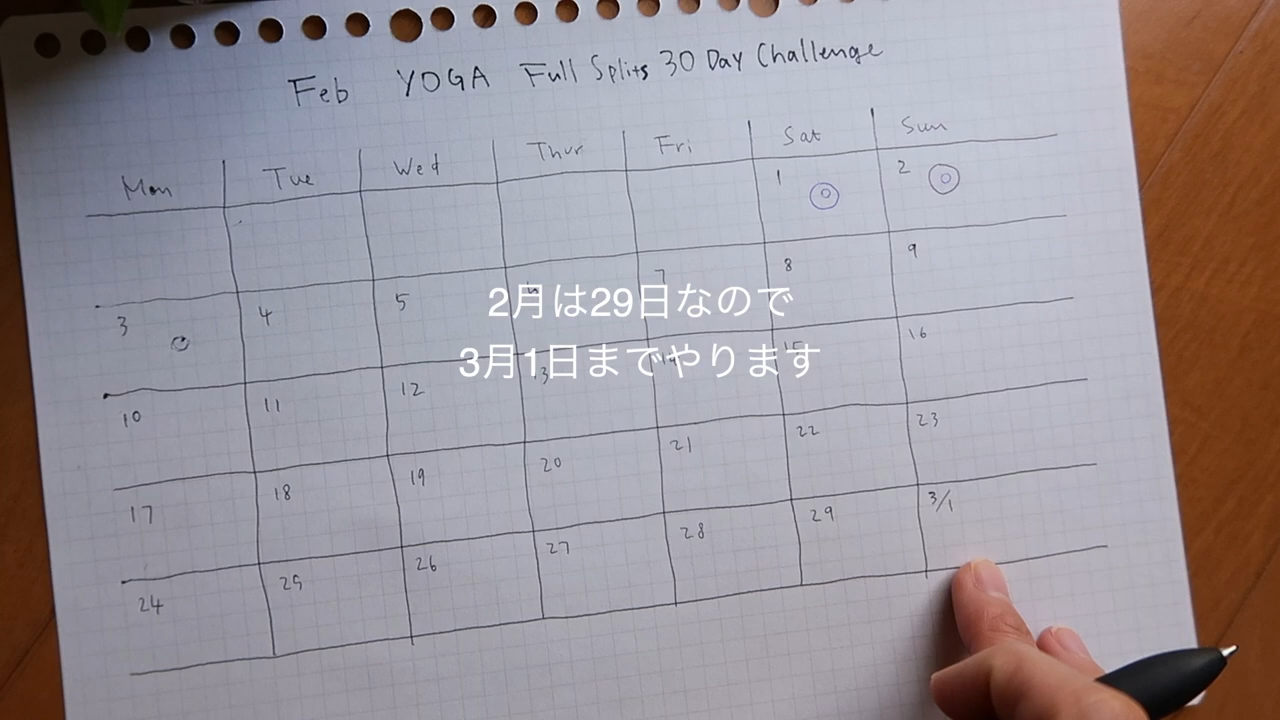 Feb YOGA Full Splits 30 Day Challenge
Mon Tue Wed Thur Fri Sat Sun
1 2
3 4 5 6 7 8 9
10 11 12 13 14 15 16
17 18 19 20 21 22 23
24 25 26 27 28 29 3/1
2月は29日なので
3月1日までやります